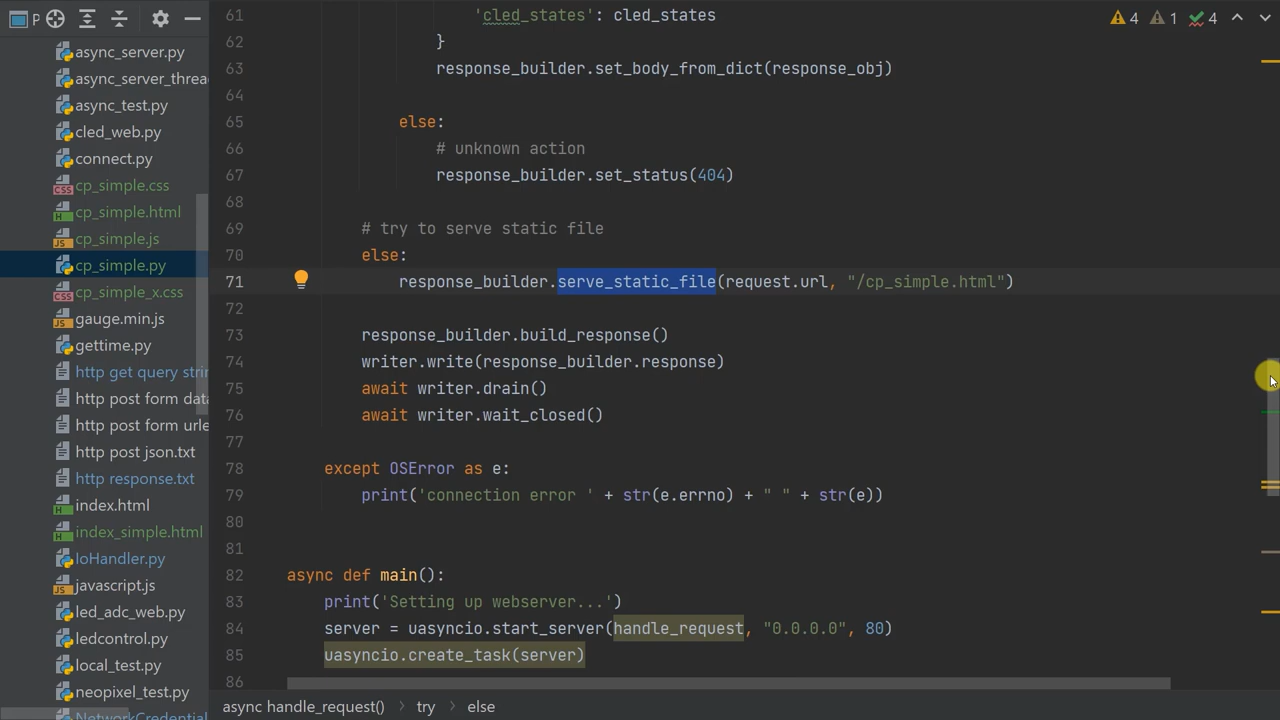 P
async_server.py
async_server_threa
async_test.py
cled_web.py
connect.py
cp_simple.css
cp_simple.html
cp_simple.js
cp_simple.py
cp_simple_x.css
gauge.min.js
gettime.py
http get query strin
http post form data
http post form urle
http post json.txt
http response.txt
index.html
index_simple.html
IoHandler.py
javascript.js
led_adc_web.py
ledcontrol.py
local_test.py
neopixel_test.py
NetworkCredential
4 1 4
61 'cled_states': cled_states
62 }
63 response_builder.set_body_from_dict(response_obj)
64
65 else:
66 # unknown action
67 response_builder.set_status(404)
68
69 # try to serve static file
70 else:
71 response_builder.serve_static_file(request.url, "/cp_simple.html")
72
73 response_builder.build_response()
74 writer.write(response_builder.response)
75 await writer.drain()
76 await writer.wait_closed()
77
78 except OSError as e:
79 print('connection error ' + str(e.errno) + " " + str(e))
80
81
82 async def main():
83 print('Setting up webserver...')
84 server = uasyncio.start_server(handle_request, "0.0.0.0", 80)
85 uasyncio.create_task(server)
86
async handle_request() try else